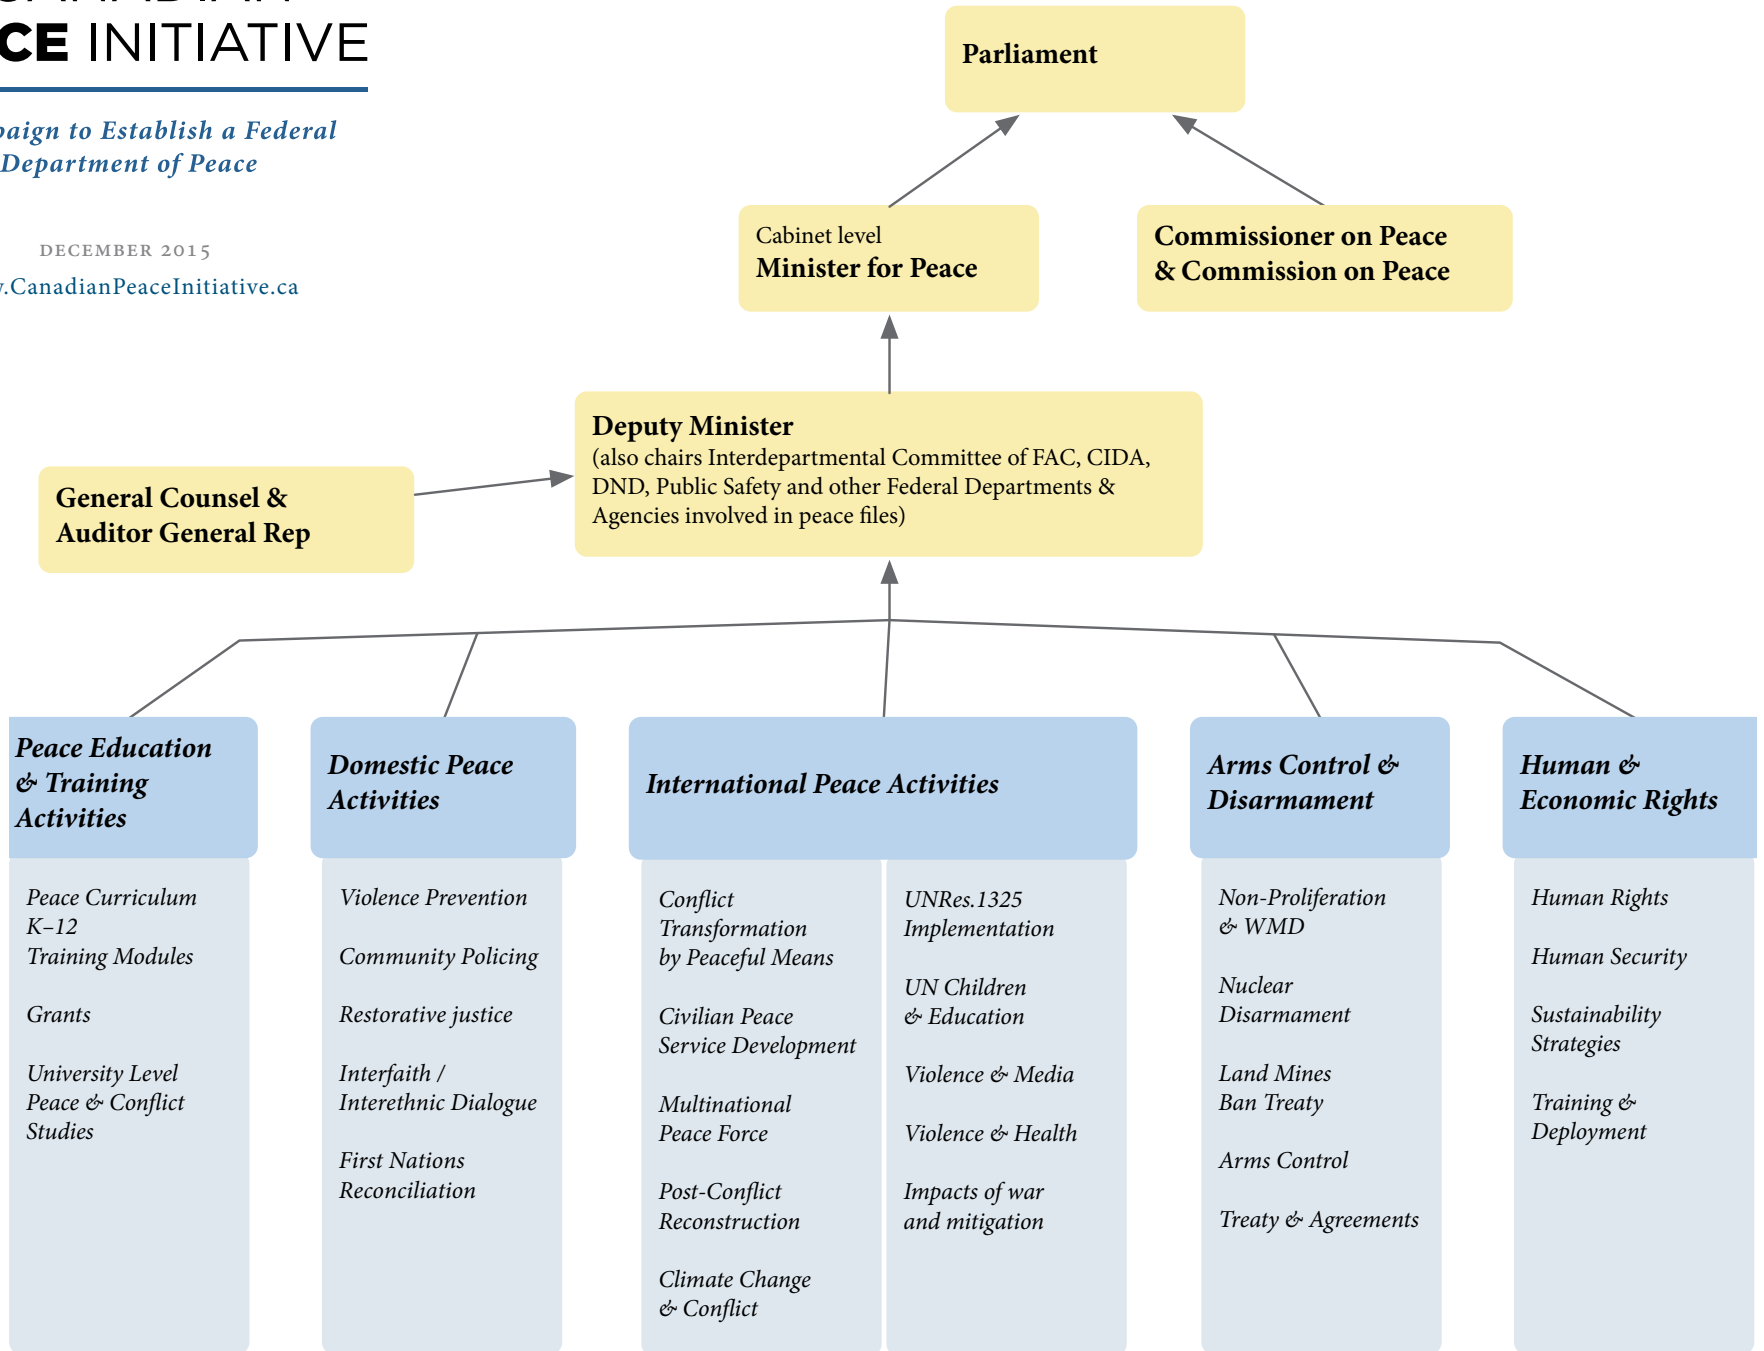 CE INITIATIVE
paign to Establish a Federal
Department of Peace
DECEMBER 2015
.CanadianPeaceInitiative.ca
Parliament
Cabinet level
Minister for Peace
Commissioner on Peace
& Commission on Peace
Deputy Minister
(also chairs Interdepartmental Committee of FAC, CIDA,
DND, Public Safety and other Federal Departments &
Agencies involved in peace files)
General Counsel &
Auditor General Rep
Peace Education
& Training
Activities
Peace Curriculum
K–12
Training Modules
Grants
University Level
Peace & Conflict
Studies
Domestic Peace
Activities
Violence Prevention
Community Policing
Restorative justice
Interfaith /
Interethnic Dialogue
First Nations
Reconciliation
International Peace Activities
Conflict
Transformation
by Peaceful Means
Civilian Peace
Service Development
Multinational
Peace Force
Post-Conflict
Reconstruction
Climate Change
& Conflict
UNRes.1325
Implementation
UN Children
& Education
Violence & Media
Violence & Health
Impacts of war
and mitigation
Arms Control &
Disarmament
Non-Proliferation
& WMD
Nuclear
Disarmament
Land Mines
Ban Treaty
Arms Control
Treaty & Agreements
Human &
Economic Rights
Human Rights
Human Security
Sustainability
Strategies
Training &
Deployment